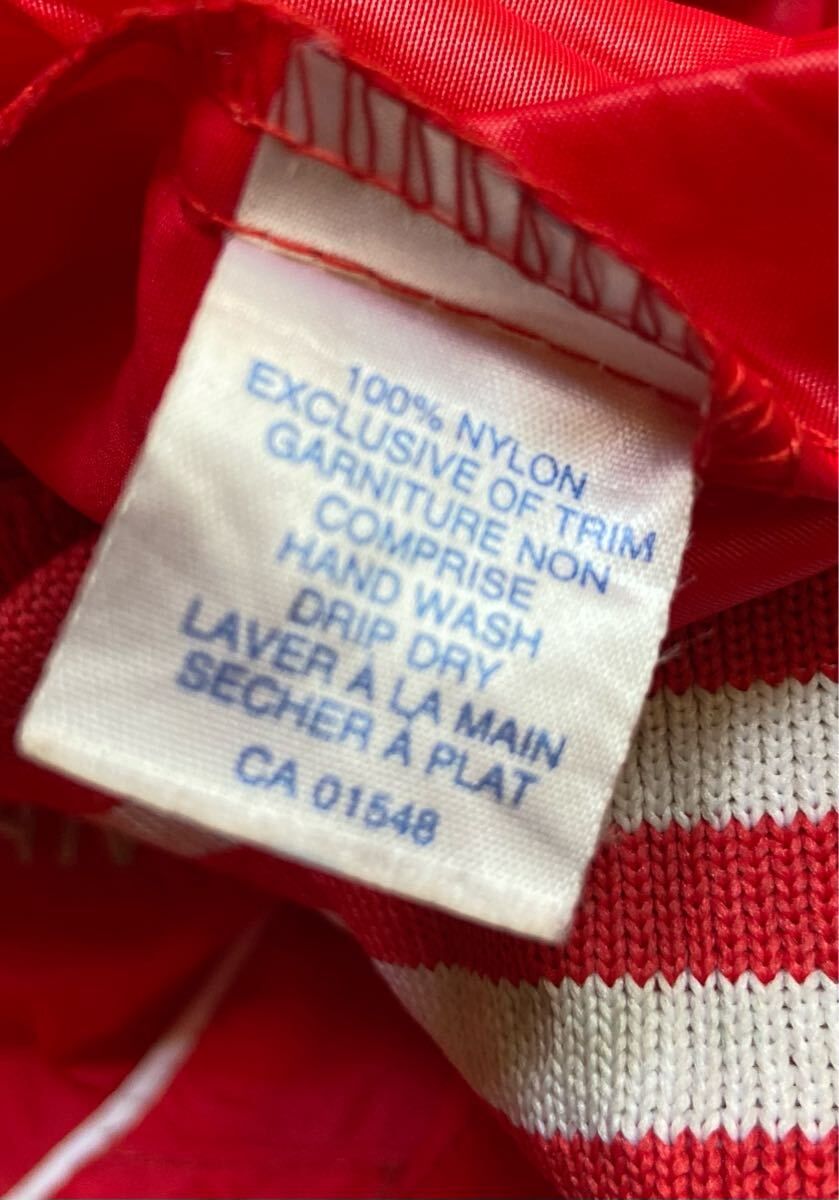 100% NYLON
EXCLUSIVE OF TRIM
GARNITURE NON
COMPRISE
HAND WASH
DRIP DRY
LAVER À LA MAIN
SECHER À PLAT
CA 01548